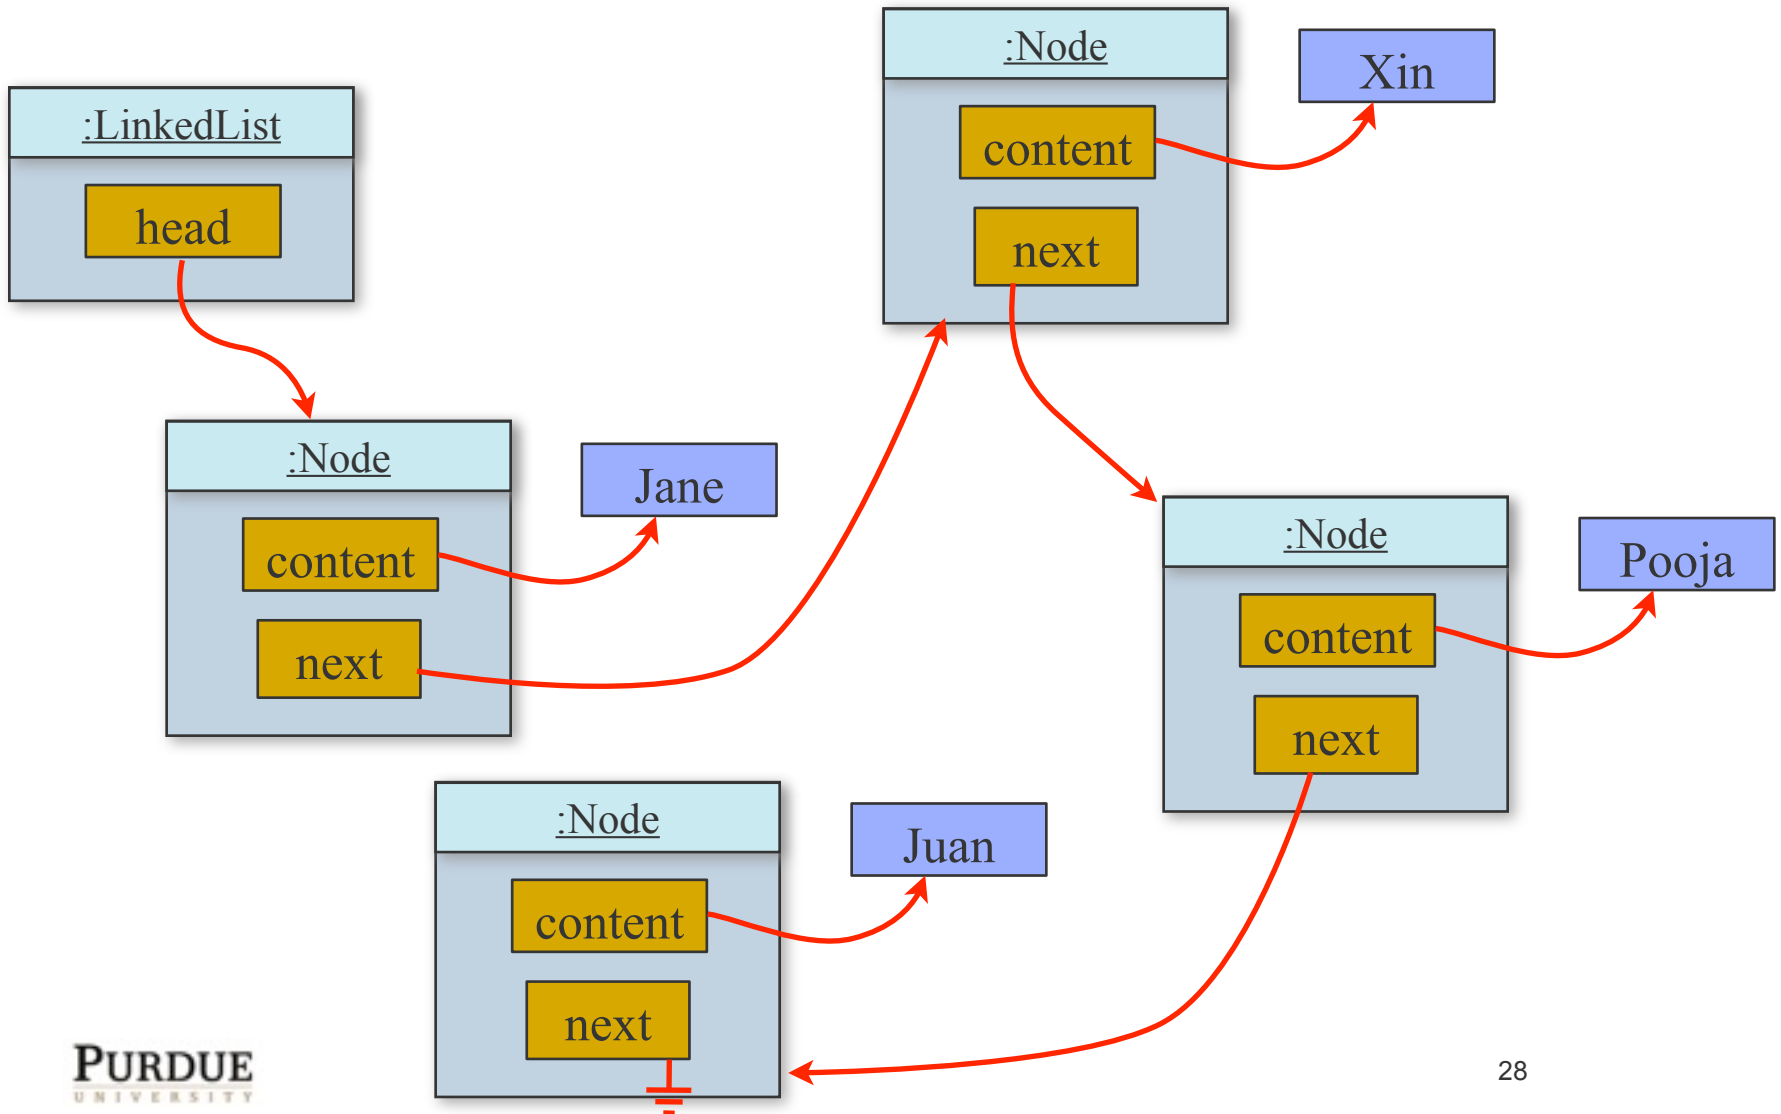 :LinkedList
head
:Node
content
next
Xin
:Node
content
next
Jane
:Node
content
next
Pooja
:Node
content
next
Juan
PURDUE
UNIVERSITY
28